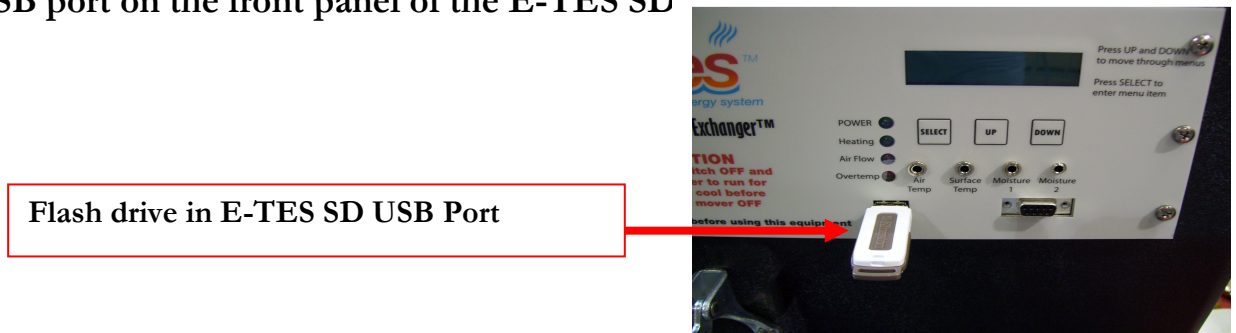 SB port on the front panel of the E-TES SD
Flash drive in E-TES SD USB Port
es™
ergy system
Exchanger™
TION
itch OFF and
er to run for
cool before
mover OFF
before using this equipment
Press UP and DOWN
to move through menus
Press SELECT to
enter menu item
POWER
Heating
Air Flow
Overtemp
SELECT
UP
DOWN
Air
Temp
Surface
Temp
Moisture
1
Moisture
2